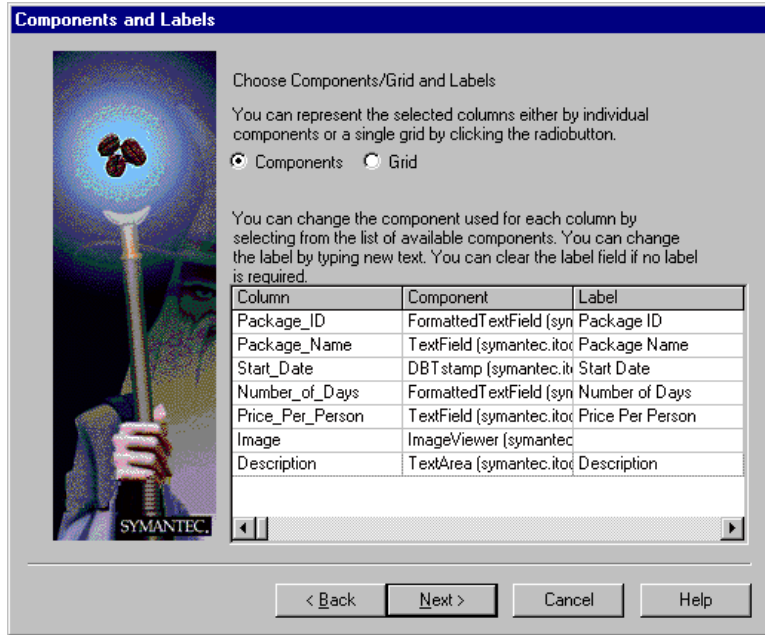 Components and Labels
Choose Components/Grid and Labels
You can represent the selected columns either by individual
components or a single grid by clicking the radiobutton.
Components Grid
You can change the component used for each column by
selecting from the list of available components. You can change
the label by typing new text. You can clear the label field if no label
is required.
Column Component Label
Package_ID FormattedTextField (syn Package ID
Package_Name TextField (symantec.itoo Package Name
Start_Date DBTstamp (symantec.it Start Date
Number_of_Days FormattedTextField (syn Number of Days
Price_Per_Person TextField (symantec.itoo Price Per Person
Image ImageViewer (symantec
Description TextArea (symantec.itoo Description
SYMANTEC.
< Back Next > Cancel Help